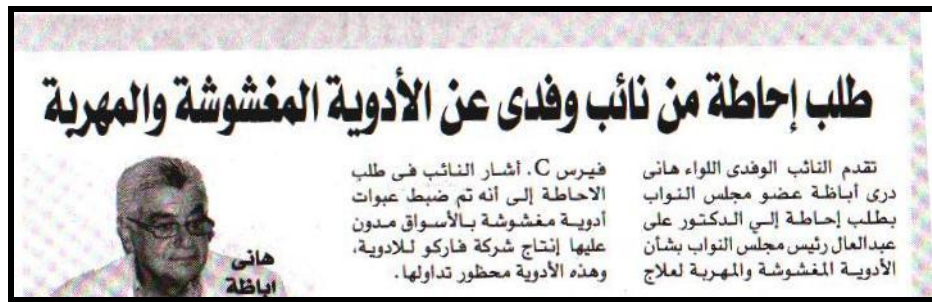 طلب إحاطة من نائب وفدى عن الأدوية المغشوشة والمهربة
تقدم النائب الوفدى اللواء هانى
درى أباظة عضو مجلس النواب
بطلب إحاطة إلي الدكتور على
عبدالعال رئيس مجلس النواب بشأن
الأدوية المغشوشة والمهربة لعلاج
فيرس C. أشار النائب فى طلب
الاحاطة إلى أنه تم ضبط عبوات
أدوية مغشوشة بالأسواق مدون
عليها إنتاج شركة فاركو للادوية،
وهذه الأدوية محظور تداولها.
هانى
اباظة